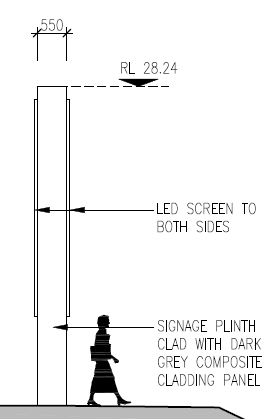 550
RL 28.24
LED SCREEN TO
BOTH SIDES
SIGNAGE PLINTH
CLAD WITH DARK
GREY COMPOSITE
CLADDING PANEL